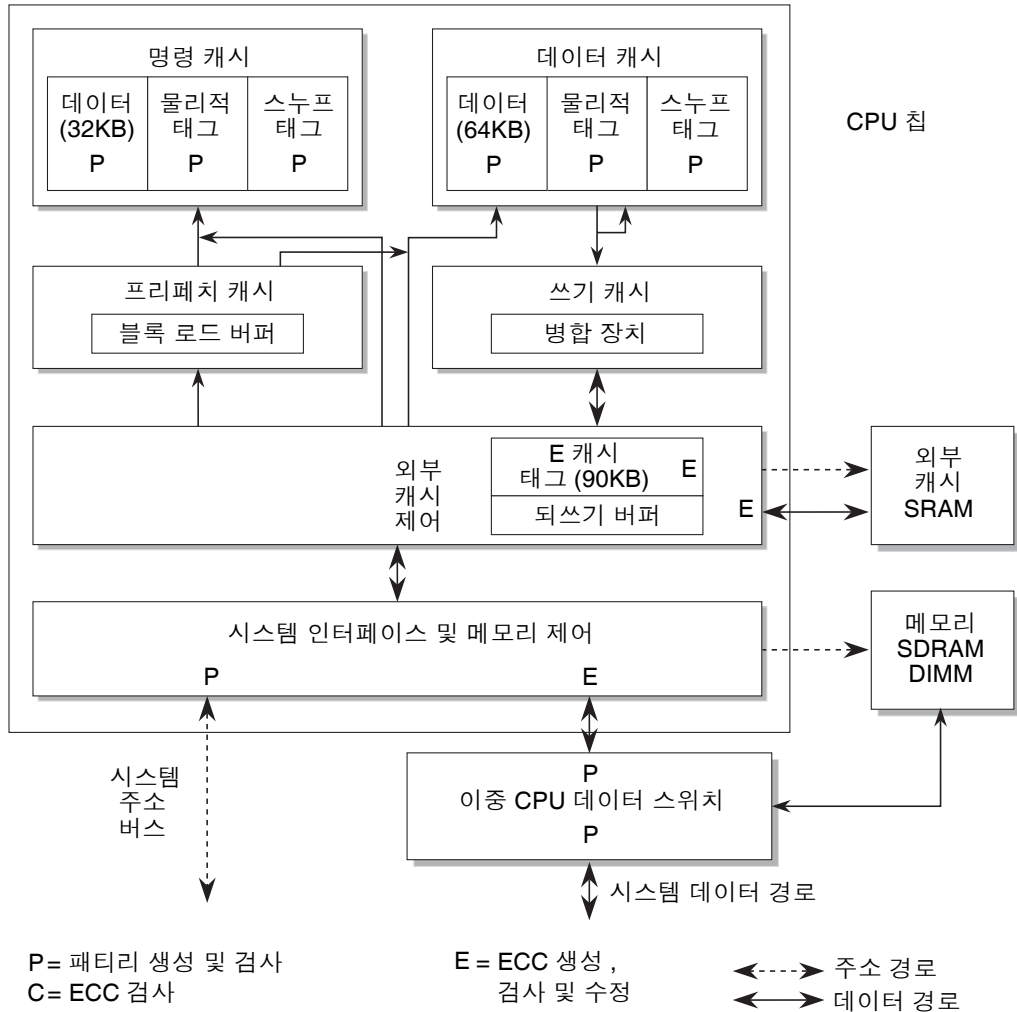 명령 캐시
데이터
(32KB)
P
물리적
태그
P
스누프
태그
P
데이터 캐시
데이터
(64KB)
P
물리적
태그
P
스누프
태그
P
CPU 칩
프리페치 캐시
블록 로드 버퍼
쓰기 캐시
병합 장치
외부
캐시
제어
E 캐시
태그 (90KB)
E
되쓰기 버퍼
E
외부
캐시
SRAM
시스템 인터페이스 및 메모리 제어
P
E
메모리
SDRAM
DIMM
시스템
주소
버스
P
이중 CPU 데이터 스위치
P
시스템 데이터 경로
P= 패티리 생성 및 검사
C= ECC 검사
E = ECC 생성 ,
검사 및 수정
주소 경로
데이터 경로